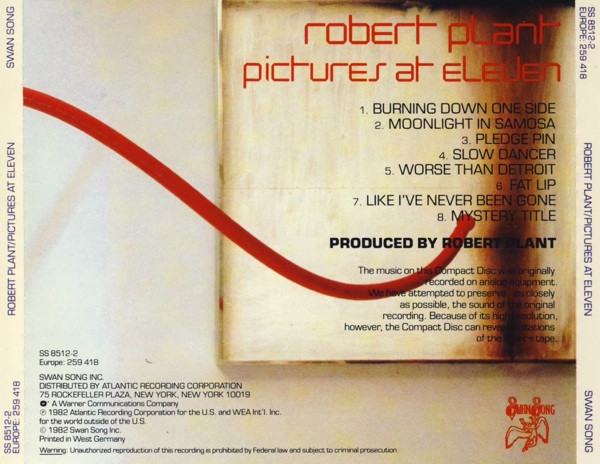 robert plant
pictures at eleven
1. BURNING DOWN ONE SIDE
2. MOONLIGHT IN SAMOSA
3. PLEDGE PIN
4. SLOW DANCER
5. WORSE THAN DETROIT
6. FAT LIP
7. LIKE I'VE NEVER BEEN GONE
8. MYSTERY TITLE
PRODUCED BY ROBERT PLANT
The music on this Compact Disc was originally
recorded on analog equipment.
We have attempted to preserve, as closely
as possible, the sound of the original
recording. Because of its high resolution,
however, the Compact Disc can reveal limitations
of the master tape.
SS 8512-2
Europe: 259 418
SWAN SONG INC.
DISTRIBUTED BY ATLANTIC RECORDING CORPORATION
75 ROCKEFELLER PLAZA, NEW YORK, NEW YORK 10019
A Warner Communications Company
℗ 1982 Atlantic Recording Corporation for the U.S. and WEA Int'l. Inc.
for the world outside of the U.S.
© 1982 Swan Song Inc.
Printed in West Germany
Warning: Unauthorized reproduction of this recording is prohibited by Federal law and subject to criminal prosecution.
SWAN SONG
SWAN SONG
ROBERT PLANT/PICTURES AT ELEVEN
SS 8512-2
EUROPE: 259 418
SS 8512-2
EUROPE: 259 418
ROBERT PLANT/PICTURES AT ELEVEN
SWAN SONG